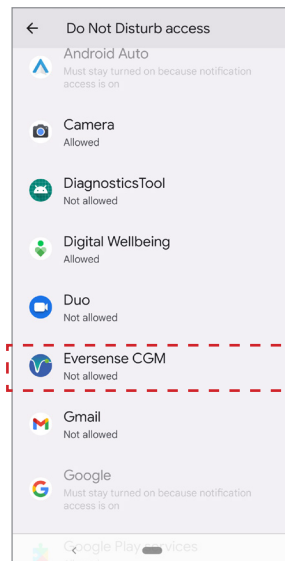 Do Not Disturb access
Android Auto
Must stay turned on because notification
access is on
Camera
Allowed
DiagnosticsTool
Not allowed
Digital Wellbeing
Allowed
Duo
Not allowed
Eversense CGM
Not allowed
Gmail
Not allowed
Google
Must stay turned on because notification
access is on
Google Play services